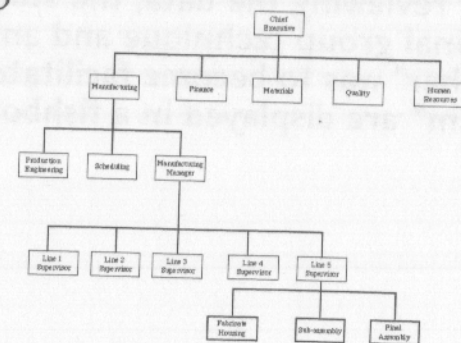 Chief
Executive
Manufacturing
Finance
Materials
Quality
Human
Resources
Production
Engineering
Scheduling
Manufacturing
Manager
Line 1
Supervisor
Line 2
Supervisor
Line 3
Supervisor
Line 4
Supervisor
Line 5
Supervisor
Fabricate
Housing
Sub-assembly
Final
Assembly